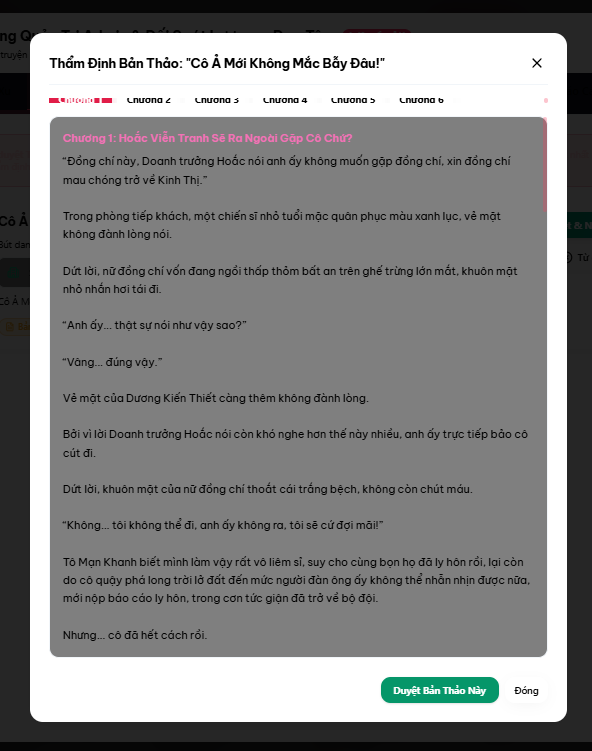 Thẩm Định Bản Thảo: "Cô Ả Mới Không Mắc Bẫy Đâu!"
Chương 1 Chương 2 Chương 3 Chương 4 Chương 5 Chương 6
Chương 1: Hoắc Viễn Tranh Sẽ Ra Ngoài Gặp Cô Chứ?
“Đồng chí này, Doanh trưởng Hoắc nói anh ấy không muốn gặp đồng chí, xin đồng chí
mau chóng trở về Kinh Thị.”
Trong phòng tiếp khách, một chiến sĩ nhỏ tuổi mặc quân phục màu xanh lục, vẻ mặt
không đành lòng nói.
Dứt lời, nữ đồng chí vốn đang ngồi thấp thỏm bất an trên ghế trừng lớn mắt, khuôn mặt
nhỏ nhắn hơi tái đi.
“Anh ấy... thật sự nói như vậy sao?”
“Vâng... đúng vậy.”
Vẻ mặt của Dương Kiến Thiết càng thêm không đành lòng.
Bởi vì lời Doanh trưởng Hoắc nói còn khó nghe hơn thế này nhiều, anh ấy trực tiếp bảo cô
cút đi.
Dứt lời, khuôn mặt của nữ đồng chí thoắt cái trắng bệch, không còn chút máu.
“Không... tôi không thể đi, anh ấy không ra, tôi sẽ cứ đợi mãi!”
Tô Mạn Khanh biết mình làm vậy rất vô liêm sỉ, suy cho cùng bọn họ đã ly hôn rồi, lại còn
do cô quậy phá long trời lở đất đến mức người đàn ông ấy không thể nhẫn nhịn được nữa,
mới nộp báo cáo ly hôn, trong cơn tức giận đã trở về bộ đội.
Nhưng... cô đã hết cách rồi.
Duyệt Bản Thảo Này Đóng